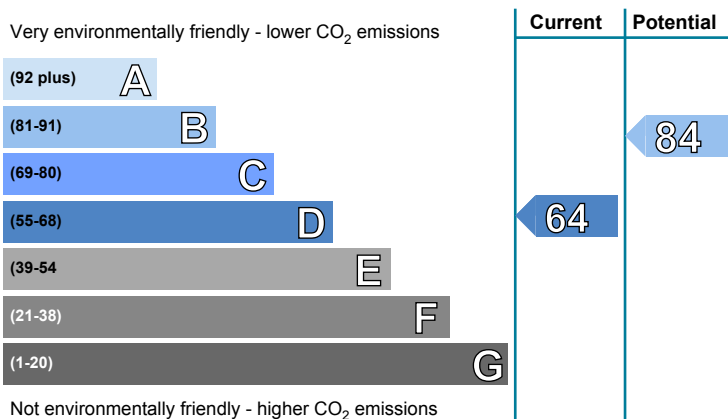 Current Potential
Very environmentally friendly - lower CO2 emissions
(92 plus) A
(81-91) B
84
(69-80) C
(55-68) D
64
(39-54 E
(21-38) F
(1-20) G
Not environmentally friendly - higher CO2 emissions